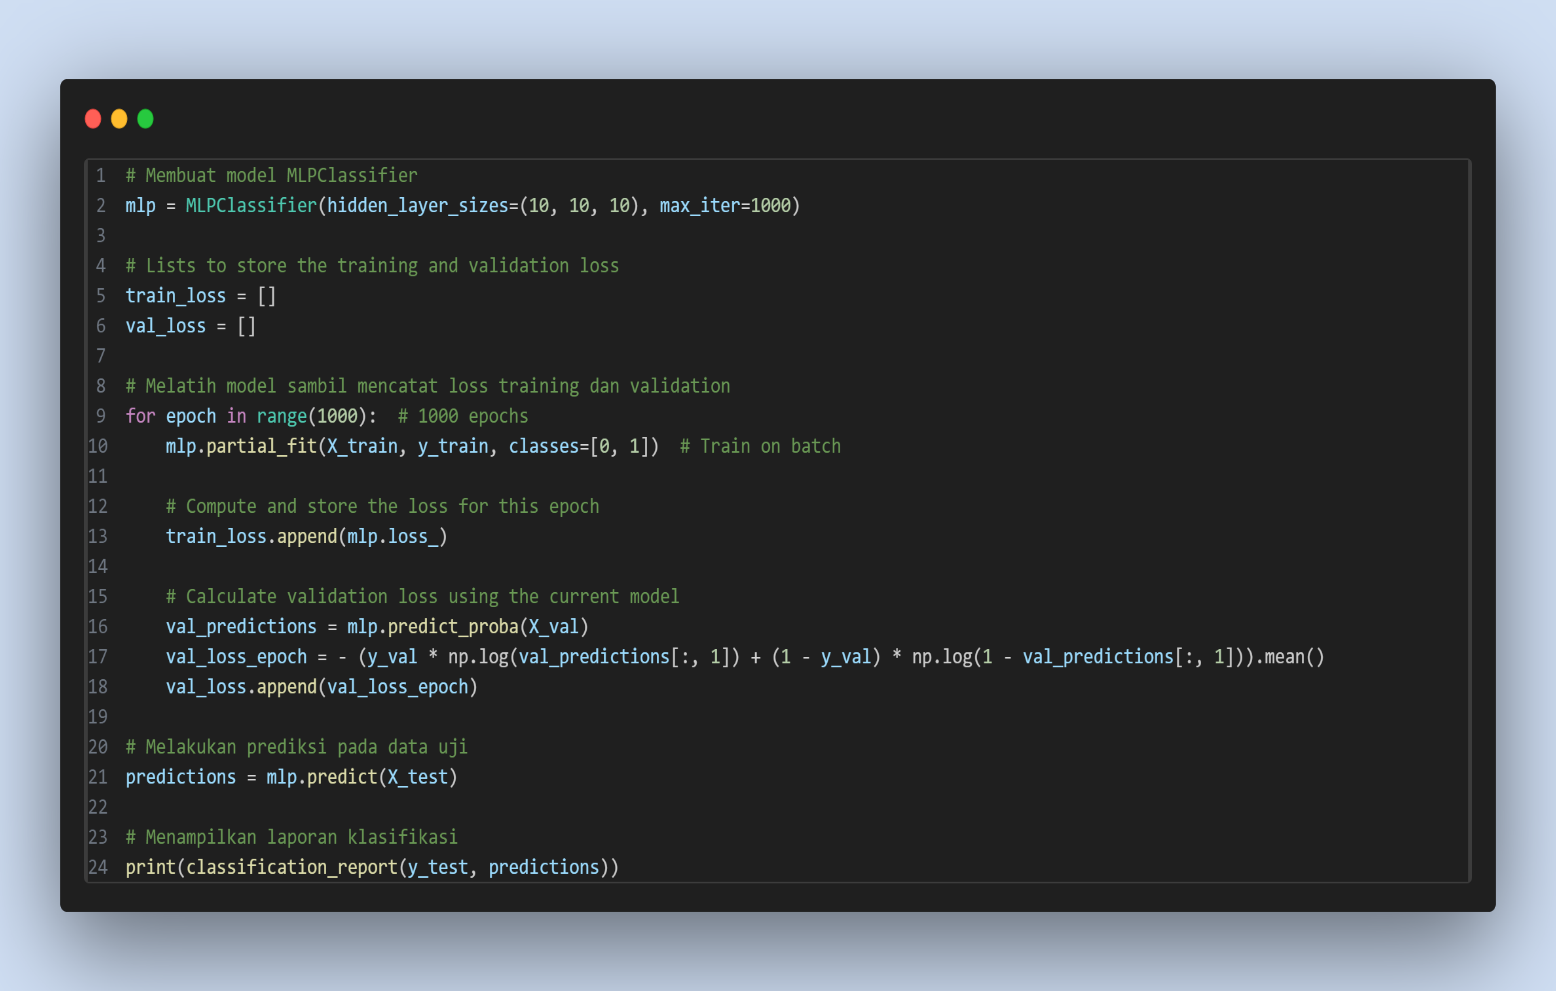 1 # Membuat model MLPClassifier
2 mlp = MLPClassifier(hidden_layer_sizes=(10, 10, 10), max_iter=1000)
3
4 # Lists to store the training and validation loss
5 train_loss = []
6 val_loss = []
7
8 # Melatih model sambil mencatat loss training dan validation
9 for epoch in range(1000):  # 1000 epochs
10     mlp.partial_fit(X_train, y_train, classes=[0, 1])  # Train on batch
11
12     # Compute and store the loss for this epoch
13     train_loss.append(mlp.loss_)
14
15     # Calculate validation loss using the current model
16     val_predictions = mlp.predict_proba(X_val)
17     val_loss_epoch = - (y_val * np.log(val_predictions[:, 1]) + (1 - y_val) * np.log(1 - val_predictions[:, 1])).mean()
18     val_loss.append(val_loss_epoch)
19
20 # Melakukan prediksi pada data uji
21 predictions = mlp.predict(X_test)
22
23 # Menampilkan laporan klasifikasi
24 print(classification_report(y_test, predictions))